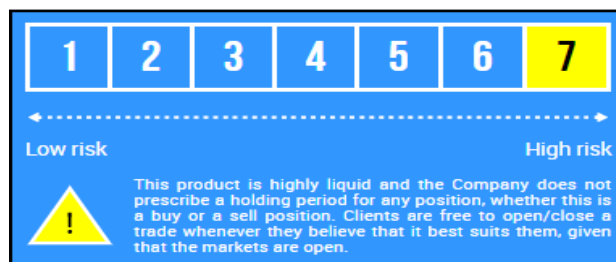 1 2 3 4 5 6 7
Low risk High risk
This product is highly liquid and the Company does not
prescribe a holding period for any position, whether this is
a buy or a sell position. Clients are free to open/close a
trade whenever they believe that it best suits them, given
that the markets are open.
!